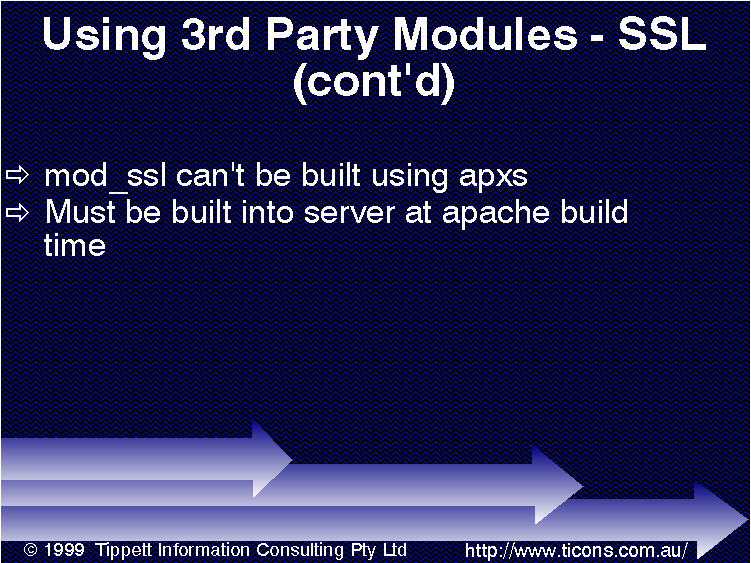 Using 3rd Party Modules - SSL
(cont'd)
⇨ mod_ssl can't be built using apxs
⇨ Must be built into server at apache build
time
© 1999 Tippett Information Consulting Pty Ltd
http://www.ticons.com.au/